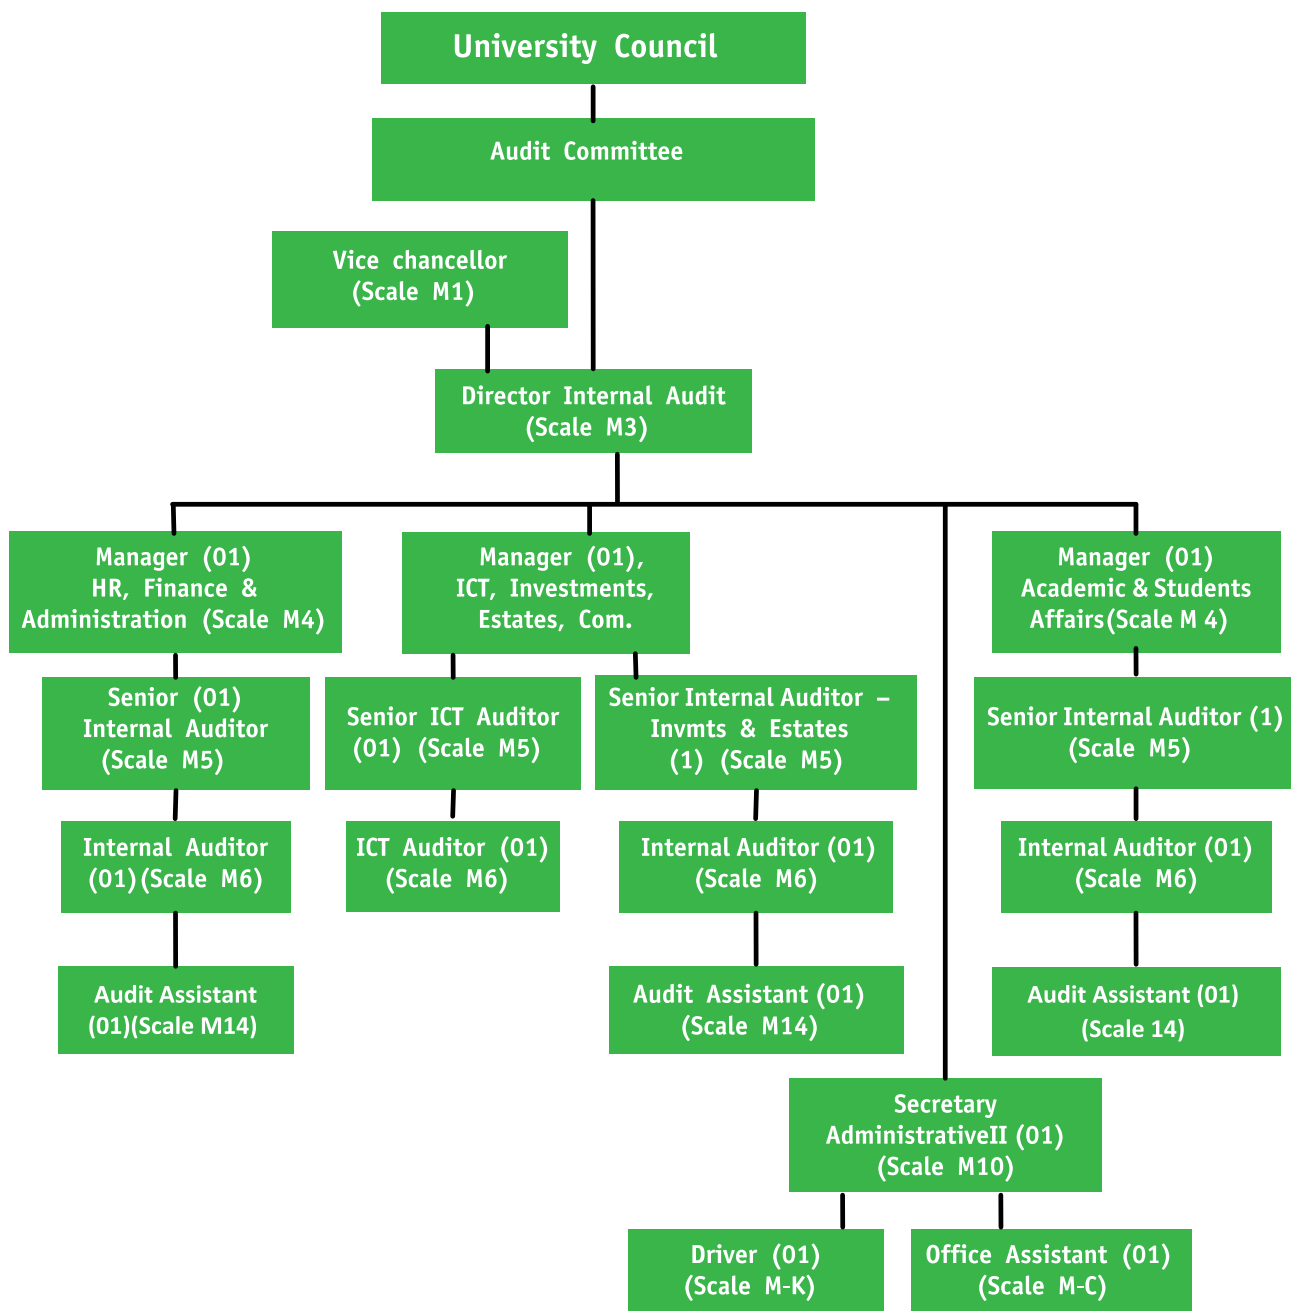 University Council
Audit Committee
Vice chancellor
(Scale M1)
Director Internal Audit
(Scale M3)
Manager (01)
HR, Finance &
Administration (Scale M4)
Manager (01),
ICT, Investments,
Estates, Com.
Manager (01)
Academic & Students
Affairs(Scale M 4)
Senior (01)
Internal Auditor
(Scale M5)
Senior ICT Auditor
(01) (Scale M5)
Senior Internal Auditor –
Invmts & Estates
(1) (Scale M5)
Senior Internal Auditor (1)
(Scale M5)
Internal Auditor
(01)(Scale M6)
ICT Auditor (01)
(Scale M6)
Internal Auditor (01)
(Scale M6)
Internal Auditor (01)
(Scale M6)
Audit Assistant
(01)(Scale M14)
Audit Assistant (01)
(Scale M14)
Audit Assistant (01)
(Scale 14)
Secretary
AdministrativeII (01)
(Scale M10)
Driver (01)
(Scale M-K)
Office Assistant (01)
(Scale M-C)